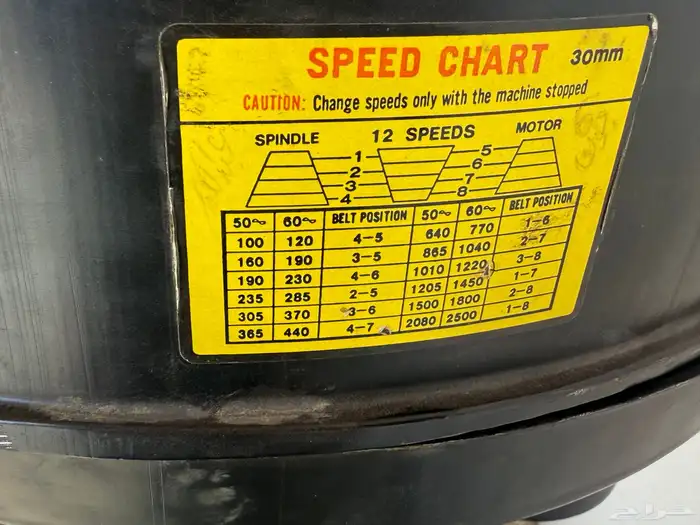 SPEED CHART 30mm
CAUTION: Change speeds only with the machine stopped
SPINDLE 12 SPEEDS MOTOR
1 5
2 6
3 7
4 8
50~ 60~ BELT POSITION 50~ 60~ BELT POSITION
100 120 4-5 640 770 1-6
160 190 3-5 865 1040 2-7
190 230 4-6 1010 1220 3-8
235 285 2-5 1205 1450 1-7
305 370 3-6 1500 1800 2-8
365 440 4-7 2080 2500 1-8
حراج